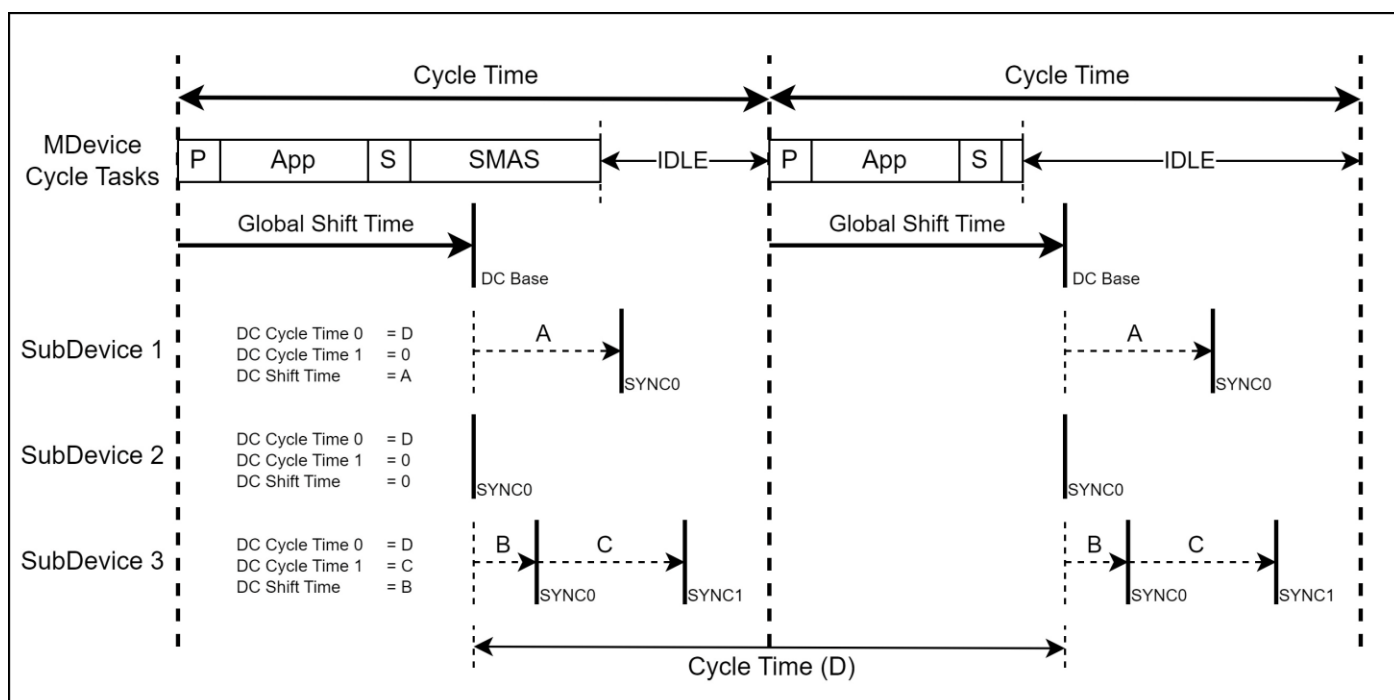 Cycle Time Cycle Time
MDevice
Cycle Tasks
P App S SMAS IDLE P App S IDLE
Global Shift Time Global Shift Time
DC Base DC Base
SubDevice 1
DC Cycle Time 0 = D
DC Cycle Time 1 = 0
DC Shift Time = A
A A
SYNC0 SYNC0
SubDevice 2
DC Cycle Time 0 = D
DC Cycle Time 1 = 0
DC Shift Time = 0
SYNC0 SYNC0
SubDevice 3
DC Cycle Time 0 = D
DC Cycle Time 1 = C
DC Shift Time = B
B C B C
SYNC0 SYNC1 SYNC0 SYNC1
Cycle Time (D)